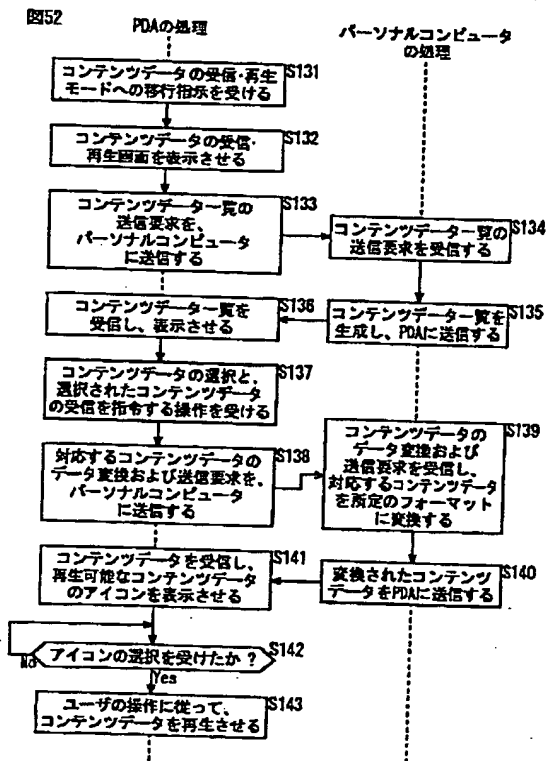 図52
PDAの処理
パーソナルコンピュータ
の処理
コンテンツデータの受信・再生
モードへの移行指示を受ける
S131
コンテンツデータの受信・
再生画面を表示させる
S132
コンテンツデータ一覧の
送信要求を、
パーソナルコンピュータ
に送信する
S133
コンテンツデータ一覧の
送信要求を受信する
S134
コンテンツデータ一覧を
生成し、PDAに送信する
S135
コンテンツデータ一覧を
受信し、表示させる
S136
コンテンツデータの選択と、
選択されたコンテンツデータ
の受信を指令する操作を受ける
S137
対応するコンテンツデータの
データ変換および送信要求を、
パーソナルコンピュータ
に送信する
S138
コンテンツデータの
データ変換および
送信要求を受信し、
対応するコンテンツデータ
を所定のフォーマット
に変換する
S139
変換されたコンテンツ
データをPDAに送信する
S140
コンテンツデータを受信し、
再生可能なコンテンツデータ
のアイコンを表示させる
S141
アイコンの選択を受けたか?
S142
No
Yes
ユーザの操作に従って、
コンテンツデータを再生させる
S143